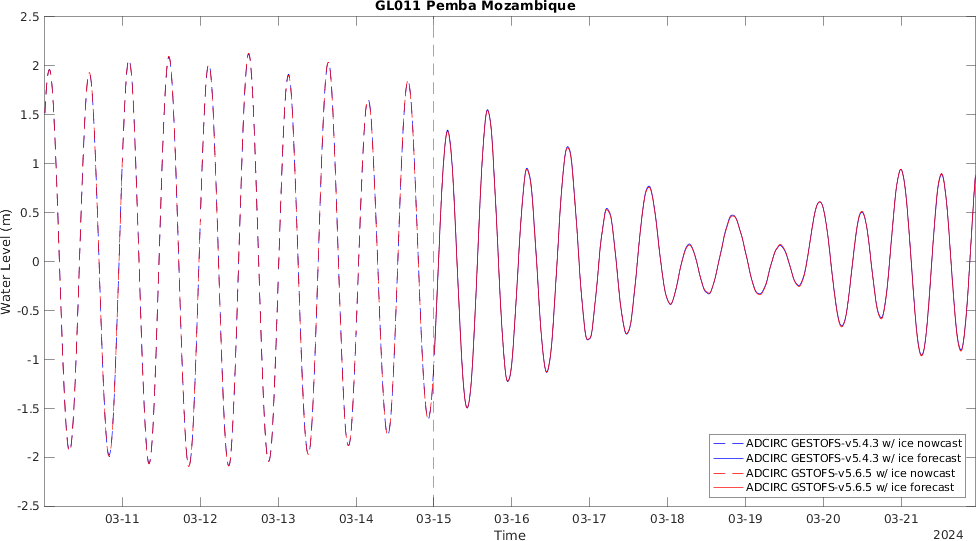 GL011 Pemba Mozambique
2.5
2
1.5
1
0.5
0
-0.5
-1
-1.5
-2
-2.5
Water Level (m)
03-11 03-12 03-13 03-14 03-15 03-16 03-17 03-18 03-19 03-20 03-21
Time
2024
ADCIRC GESTOFS-v5.4.3 w/ ice nowcast
ADCIRC GESTOFS-v5.4.3 w/ ice forecast
ADCIRC GSTOFS-v5.6.5 w/ ice nowcast
ADCIRC GSTOFS-v5.6.5 w/ ice forecast